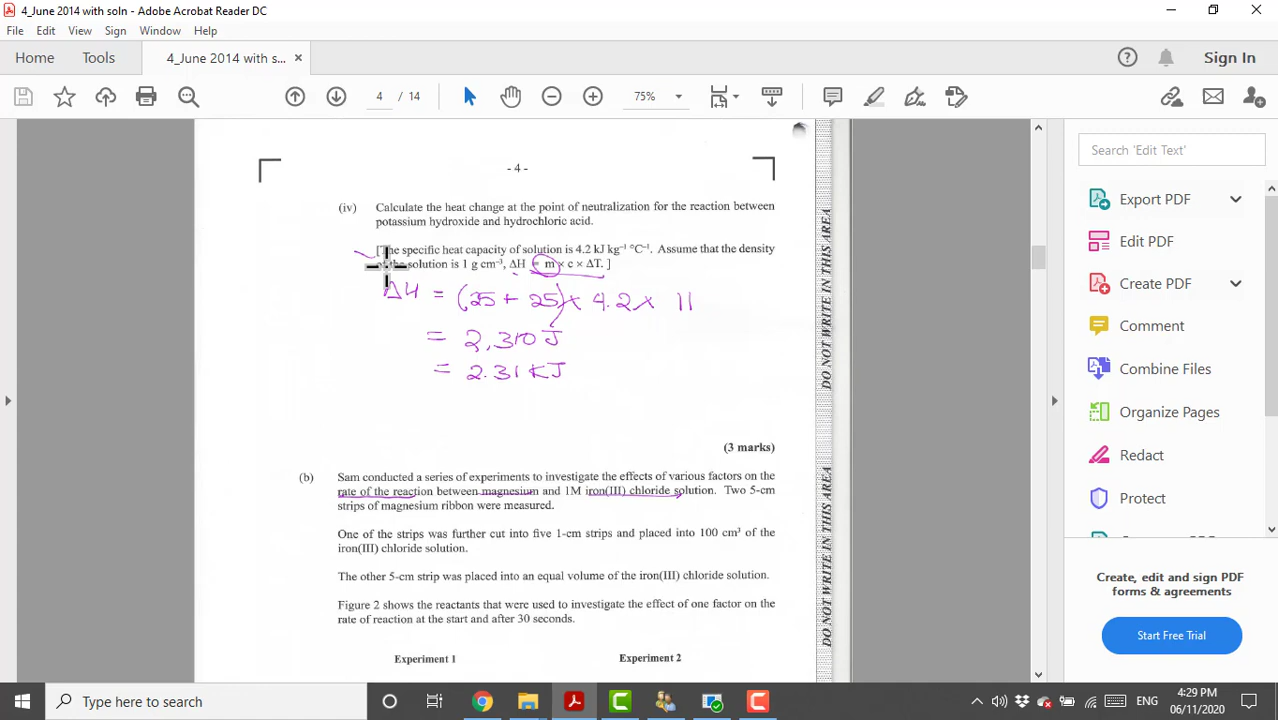 4_June 2014 with soln - Adobe Acrobat Reader DC
File Edit View Sign Window Help
Home Tools 4_June 2014 with s... × Sign In
4 / 14 75%
- 4 -
(iv) Calculate the heat change at the point of neutralization for the reaction between
potassium hydroxide and hydrochloric acid.
[The specific heat capacity of solution is 4.2 kJ kg⁻¹ °C⁻¹. Assume that the density
of the solution is 1 g cm⁻³, ΔH = m × c × ΔT. ]
ΔH = (25 + 25) × 4.2 × 11
= 2,310 J
= 2.31 KJ
(3 marks)
(b) Sam conducted a series of experiments to investigate the effects of various factors on the
rate of the reaction between magnesium and 1M iron(III) chloride solution. Two 5-cm
strips of magnesium ribbon were measured.
One of the strips was further cut into five 1-cm strips and placed into 100 cm³ of the
iron(III) chloride solution.
The other 5-cm strip was placed into an equal volume of the iron(III) chloride solution.
Figure 2 shows the reactants that were used to investigate the effect of one factor on the
rate of reaction at the start and after 30 seconds.
Experiment 1 Experiment 2
DO NOT WRITE IN THIS AREA
DO NOT WRITE IN THIS AREA
Search 'Edit Text'
Export PDF
Edit PDF
Create PDF
Comment
Combine Files
Organize Pages
Redact
Protect
Create, edit and sign PDF
forms & agreements
Start Free Trial
Type here to search
ENG
4:29 PM
06/11/2020